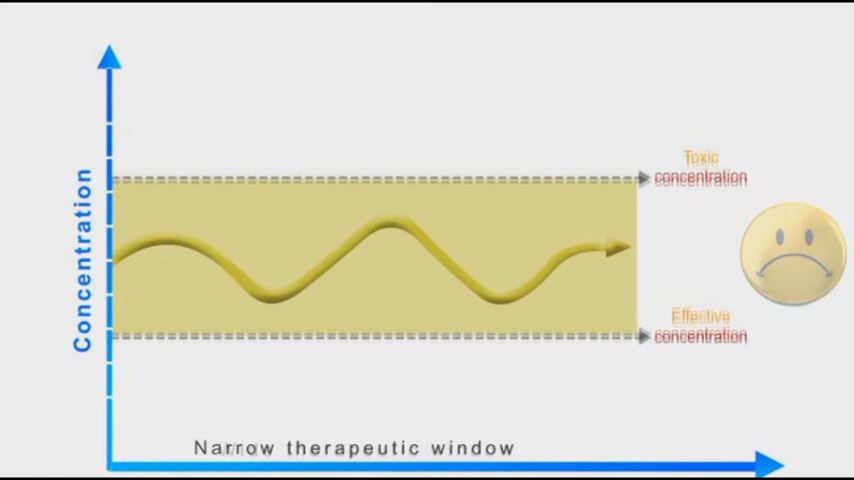 Toxic
concentration
Concentration
Effective
concentration
Narrow therapeutic window